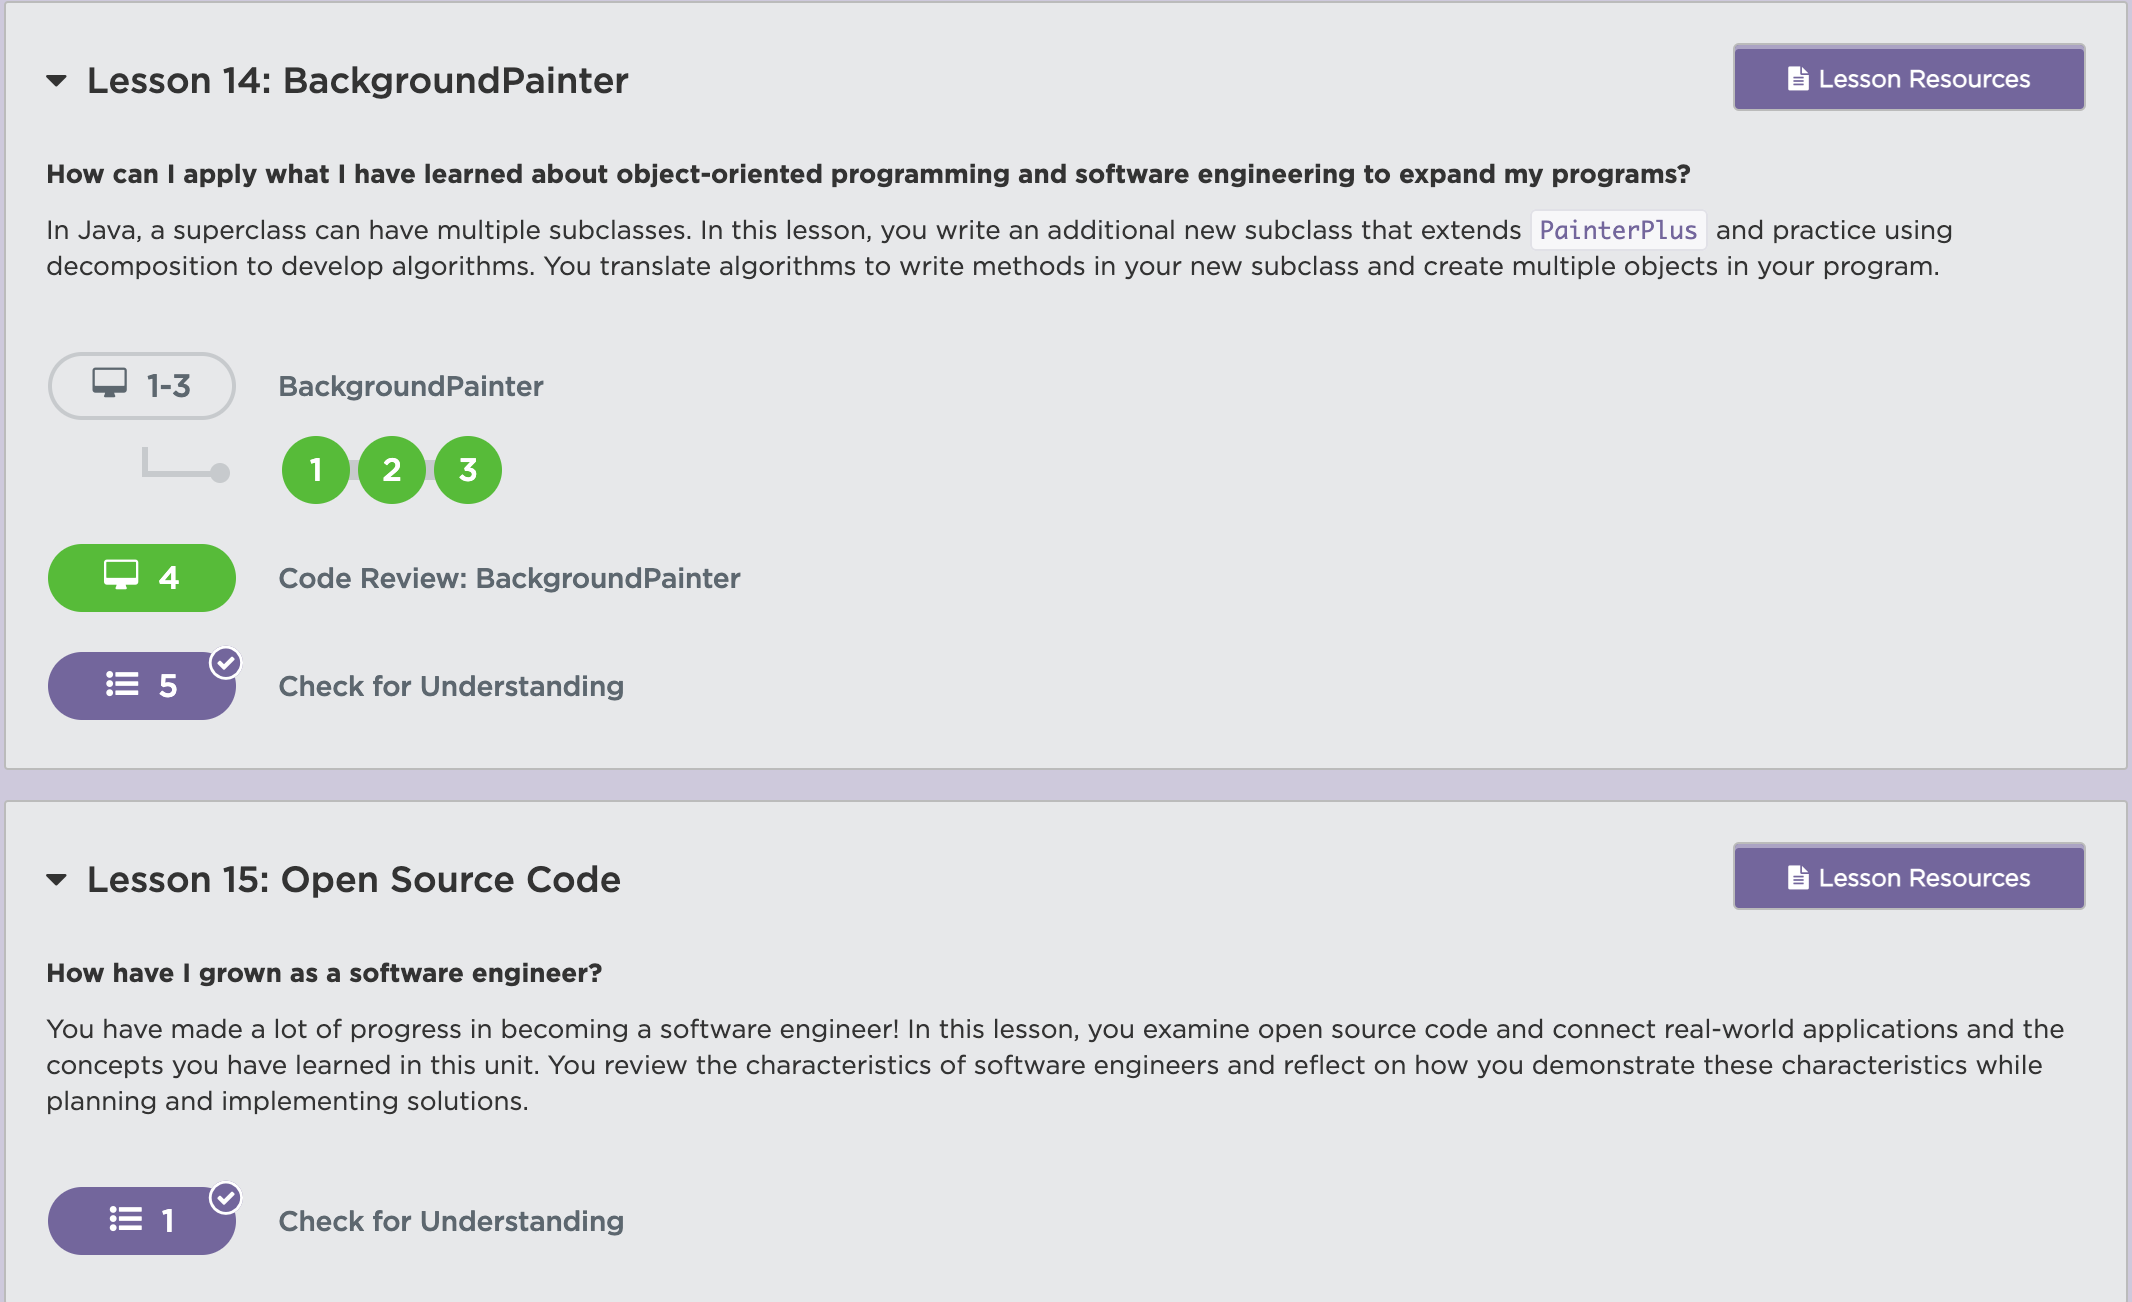 Lesson 14: BackgroundPainter
Lesson Resources
How can I apply what I have learned about object-oriented programming and software engineering to expand my programs?
In Java, a superclass can have multiple subclasses. In this lesson, you write an additional new subclass that extends PainterPlus and practice using
decomposition to develop algorithms. You translate algorithms to write methods in your new subclass and create multiple objects in your program.
1-3 BackgroundPainter
1 2 3
4 Code Review: BackgroundPainter
5 Check for Understanding
Lesson 15: Open Source Code
Lesson Resources
How have I grown as a software engineer?
You have made a lot of progress in becoming a software engineer! In this lesson, you examine open source code and connect real-world applications and the
concepts you have learned in this unit. You review the characteristics of software engineers and reflect on how you demonstrate these characteristics while
planning and implementing solutions.
1 Check for Understanding